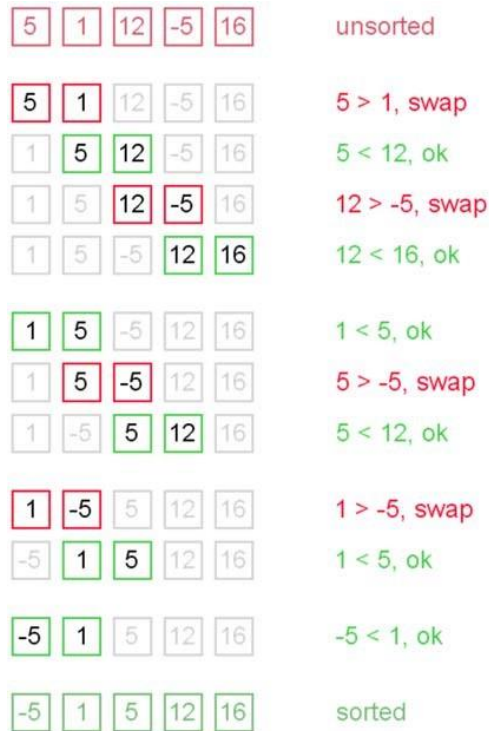 5 1 12 -5 16 unsorted
5 1 12 -5 16 5 > 1, swap
1 5 12 -5 16 5 < 12, ok
1 5 12 -5 16 12 > -5, swap
1 5 -5 12 16 12 < 16, ok
1 5 -5 12 16 1 < 5, ok
1 5 -5 12 16 5 > -5, swap
1 -5 5 12 16 5 < 12, ok
1 -5 5 12 16 1 > -5, swap
-5 1 5 12 16 1 < 5, ok
-5 1 5 12 16 -5 < 1, ok
-5 1 5 12 16 sorted